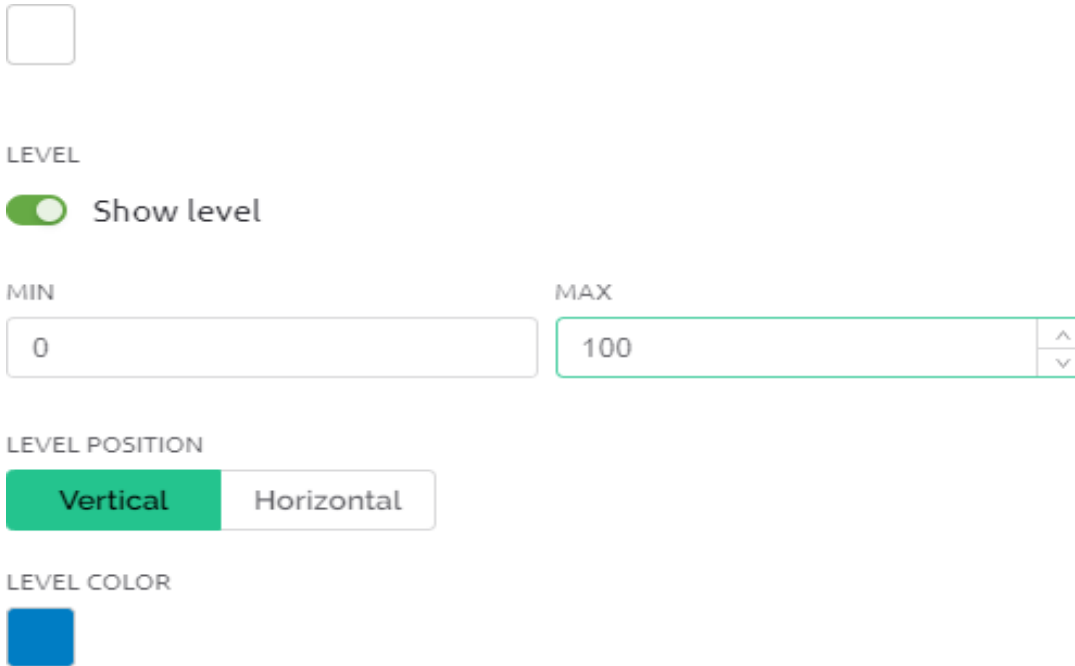 LEVEL
Show level
MIN MAX
0 100
LEVEL POSITION
Vertical Horizontal
LEVEL COLOR